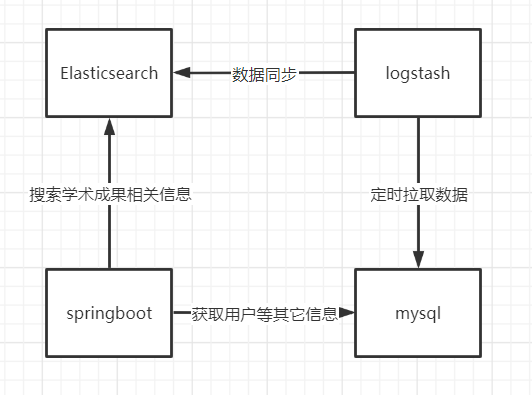 Elasticsearch
数据同步
logstash
搜索学术成果相关信息
定时拉取数据
springboot
获取用户等其它信息
mysql